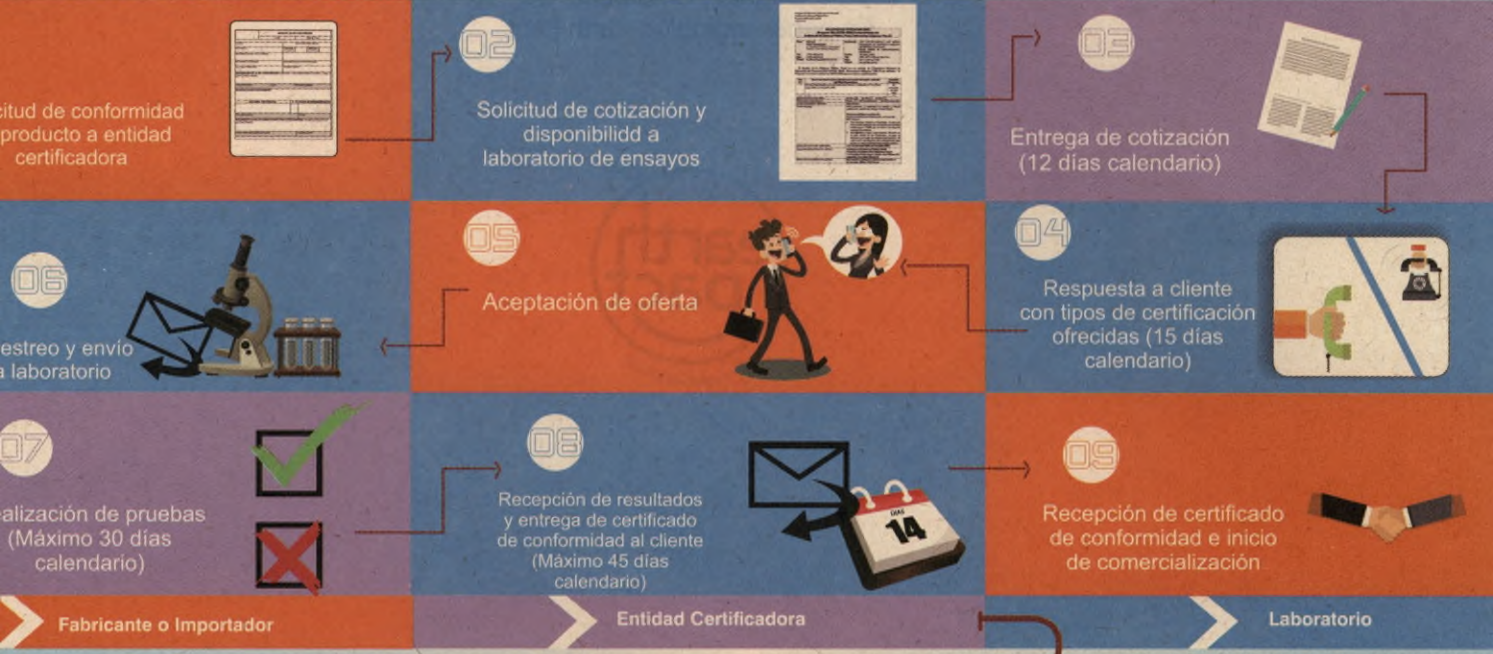 citud de conformidad
producto a entidad
certificadora
02
Solicitud de cotización y
disponibilidd a
laboratorio de ensayos
03
Entrega de cotización
(12 días calendario)
04
Respuesta a cliente
con tipos de certificación
ofrecidas (15 días
calendario)
05
Aceptación de oferta
06
estreo y envío
a laboratorio
07
ealización de pruebas
(Máximo 30 días
calendario)
08
Recepción de resultados
y entrega de certificado
de conformidad al cliente
(Máximo 45 días
calendario)
DÍAS
14
09
Recepción de certificado
de conformidad e inicio
de comercialización
Fabricante o Importador
Entidad Certificadora
Laboratorio